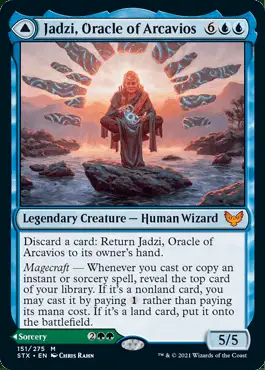 Jadzi, Oracle of Arcavios 6
Legendary Creature — Human Wizard
Discard a card: Return Jadzi, Oracle of
Arcavios to its owner's hand.
Magecraft — Whenever you cast or copy an
instant or sorcery spell, reveal the top card
of your library. If it's a nonland card, you
may cast it by paying 1 rather than paying
its mana cost. If it's a land card, put it onto
the battlefield.
Sorcery 2
5/5
151/275 M
STX • EN Chris Rahn
™ & © 2021 Wizards of the Coast